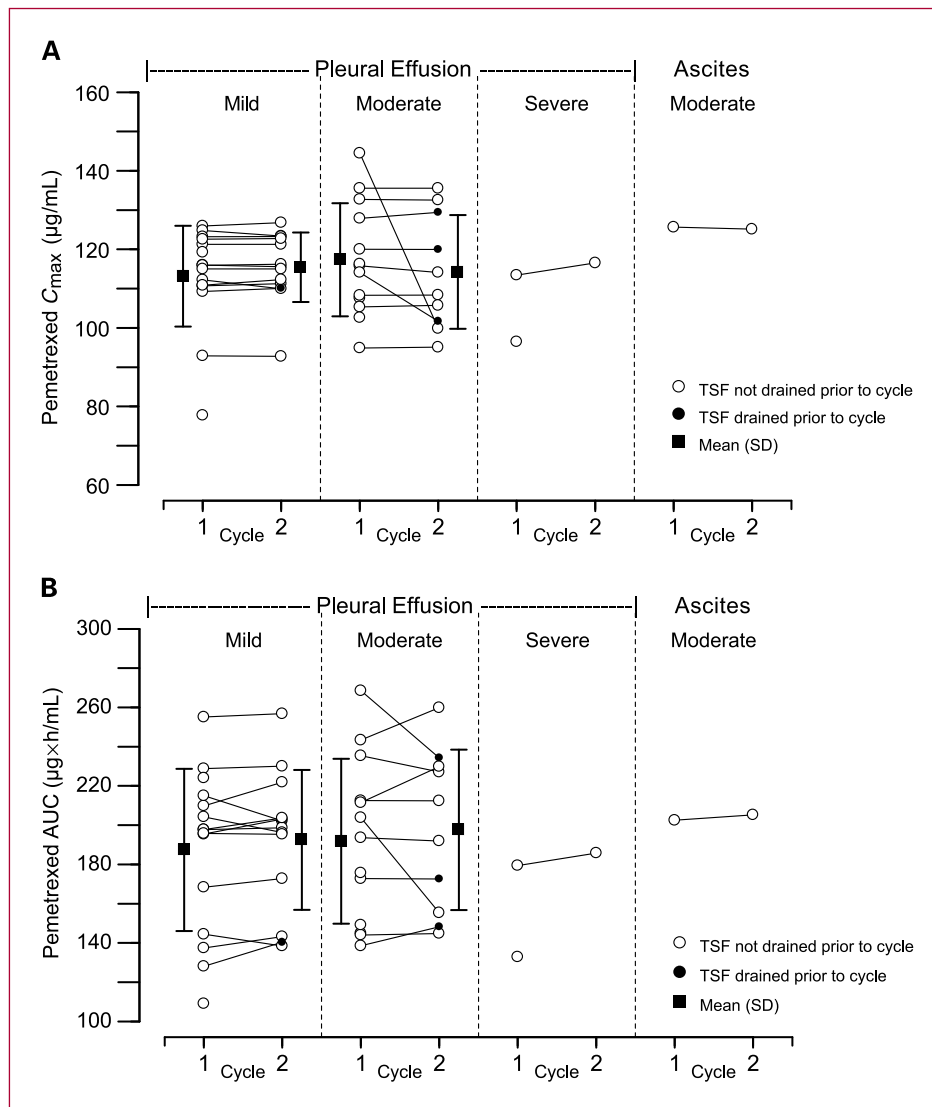 A
Pleural Effusion
Ascites
Mild
Moderate
Severe
Moderate
Pemetrexed Cmax (µg/mL)
160
140
120
100
80
60
TSF not drained prior to cycle
TSF drained prior to cycle
Mean (SD)
1 Cycle 2
1 Cycle 2
1 Cycle 2
1 Cycle 2
B
Pleural Effusion
Ascites
Mild
Moderate
Severe
Moderate
Pemetrexed AUC (µg×h/mL)
300
260
220
180
140
100
TSF not drained prior to cycle
TSF drained prior to cycle
Mean (SD)
1 Cycle 2
1 Cycle 2
1 Cycle 2
1 Cycle 2